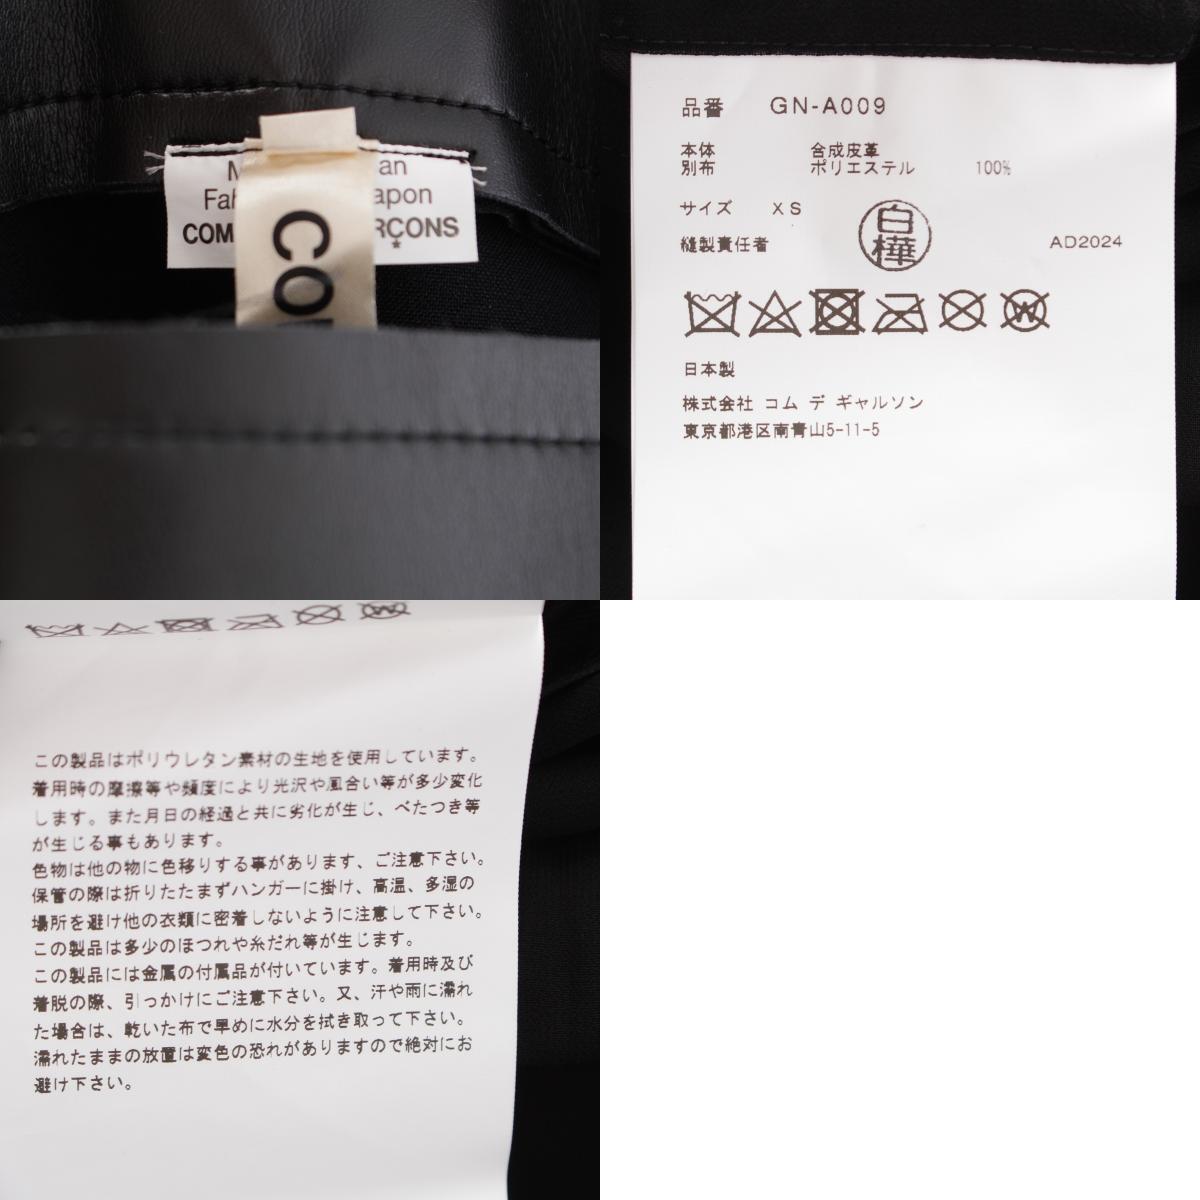 an
apon
COM
RÇONS
*
CO
品番 GN-A009
本体 合成皮革
別布 ポリエステル 100%
サイズ XS
縫製責任者 白樺 AD2024
日本製
株式会社 コム デ ギャルソン
東京都港区南青山5-11-5
この製品はポリウレタン素材の生地を使用しています。
着用時の摩擦等や頻度により光沢や風合い等が多少変化
します。また月日の経過と共に劣化が生じ、べたつき等
が生じる事もあります。
色物は他の物に色移りする事があります、ご注意下さい。
保管の際は折りたたまずハンガーに掛け、高温、多湿の
場所を避け他の衣類に密着しないように注意して下さい。
この製品は多少のほつれや糸だれ等が生じます。
この製品には金属の付属品が付いています。着用時及び
着脱の際、引っかけにご注意下さい。又、汗や雨に濡れ
た場合は、乾いた布で早めに水分を拭き取って下さい。
濡れたままの放置は変色の恐れがありますので絶対にお
避け下さい。